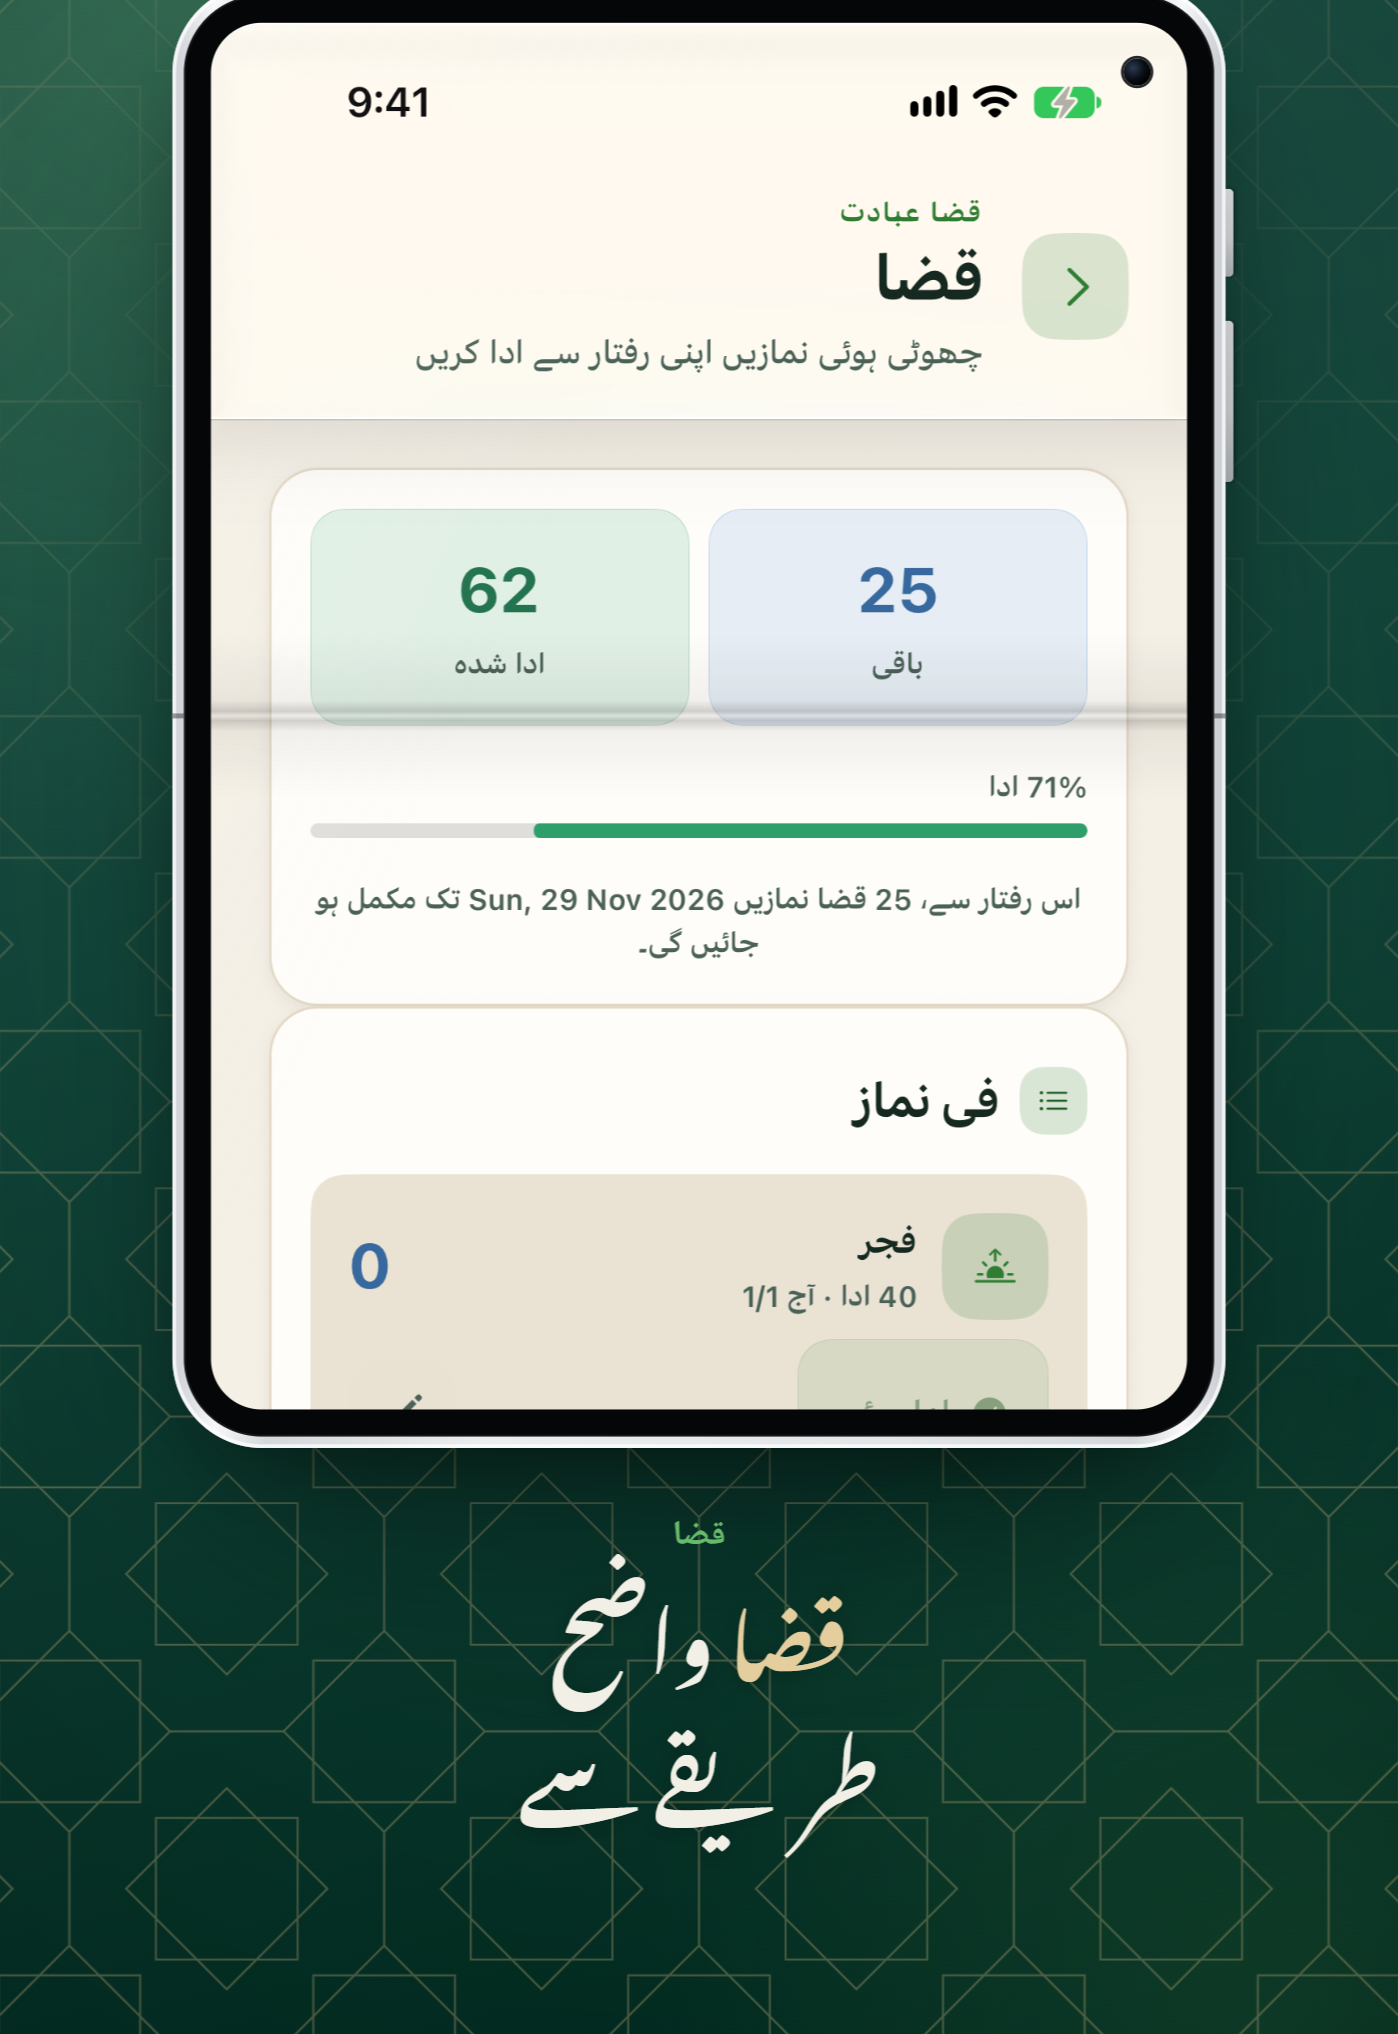 9:41
قضا عبادت
قضا
چھوٹی ہوئی نمازیں اپنی رفتار سے ادا کریں
25
باقی
62
ادا شدہ
71% ادا
اس رفتار سے، 25 قضا نمازیں Sun, 29 Nov 2026 تک مکمل ہو
جائیں گی۔
فی نماز
فجر
0
40 ادا · آج 1/1
قضا
قضا واضح
طریقے سے